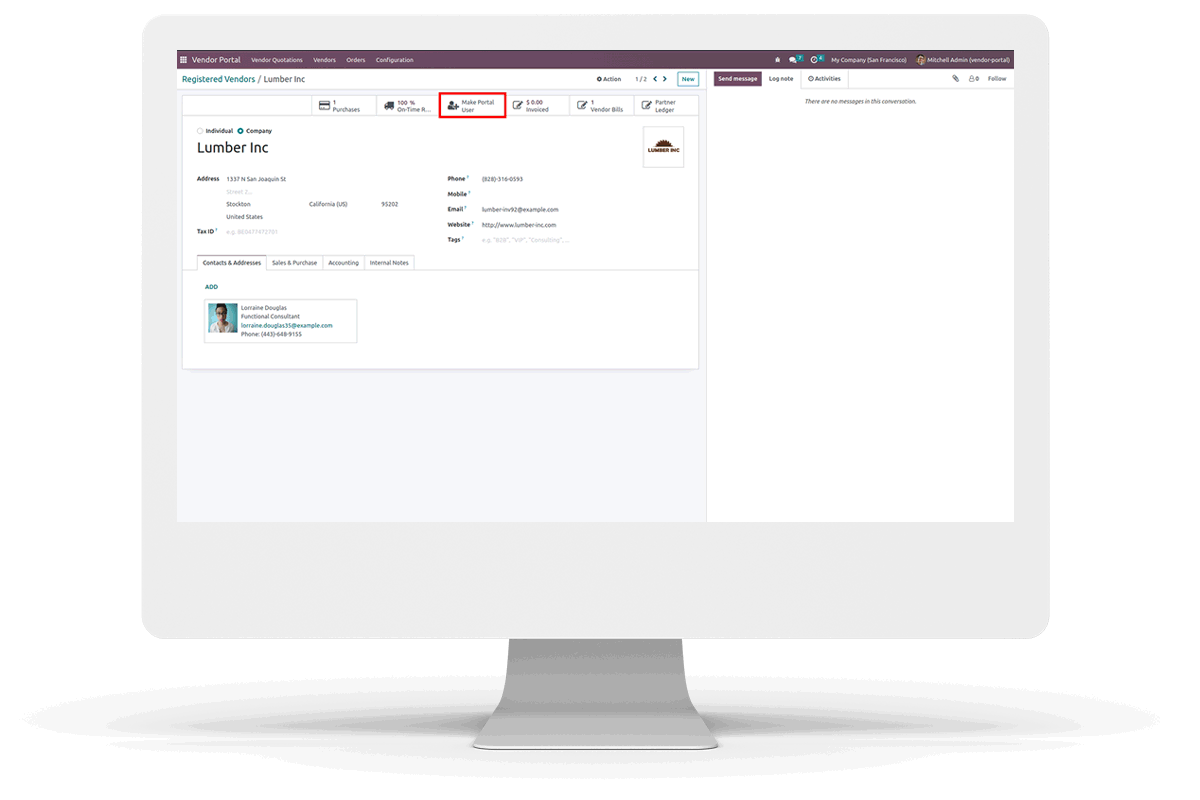 Vendor Portal Vendor Quotations Vendors Orders Configuration 7 6 My Company (San Francisco) Mitchell Admin (vendor-portal)
Registered Vendors / Lumber Inc Action 1 / 2 New Send message Log note Activities 0 Follow
There are no messages in this conversation.
1 Purchases
100 % On-Time R...
Make Portal User
$ 0.00 Invoiced
1 Vendor Bills
Partner Ledger
Individual Company
Lumber Inc
LUMBER INC
Address 1337 N San Joaquin St
Street 2...
Stockton California (US) 95202
United States
Tax ID ? e.g. BE0477472701
Phone ? (828)-316-0593
Mobile ?
Email ? lumber-inv92@example.com
Website ? http://www.lumber-inc.com
Tags ? e.g. "B2B", "VIP", "Consulting", ...
Contacts & Addresses Sales & Purchase Accounting Internal Notes
ADD
Lorraine Douglas
Functional Consultant
lorraine.douglas35@example.com
Phone: (443)-648-9155